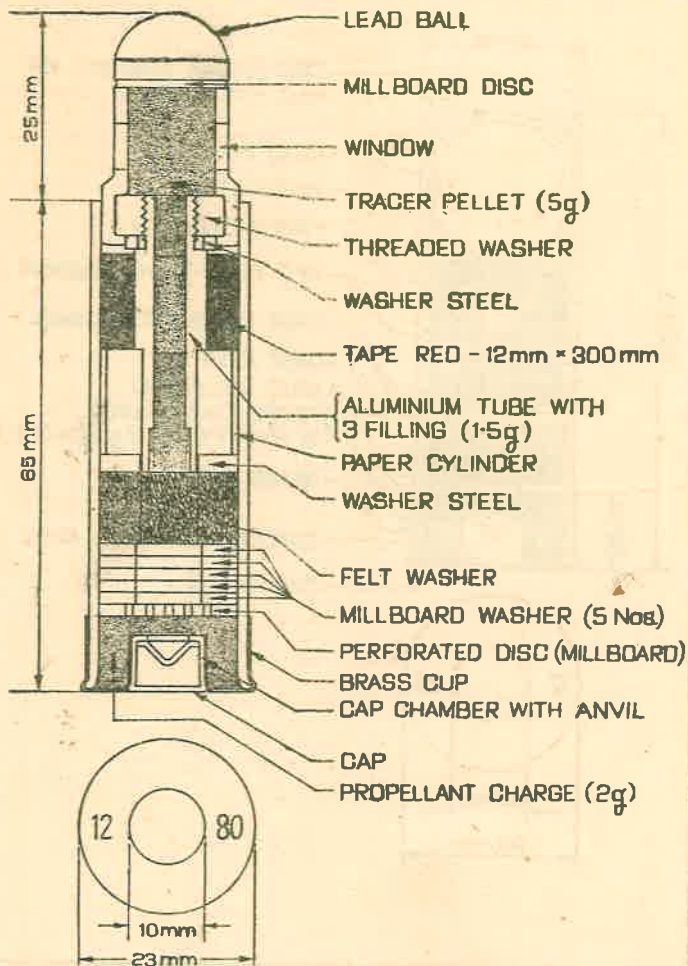 LEAD BALL
MILLBOARD DISC
WINDOW
TRACER PELLET (5g)
THREADED WASHER
WASHER STEEL
TAPE RED - 12mm × 300mm
ALUMINIUM TUBE WITH
3 FILLING (1·5g)
PAPER CYLINDER
WASHER STEEL
FELT WASHER
MILLBOARD WASHER (5 Nos.)
PERFORATED DISC (MILLBOARD)
BRASS CUP
CAP CHAMBER WITH ANVIL
CAP
PROPELLANT CHARGE (2g)
25mm
65mm
12 80
10mm
23mm